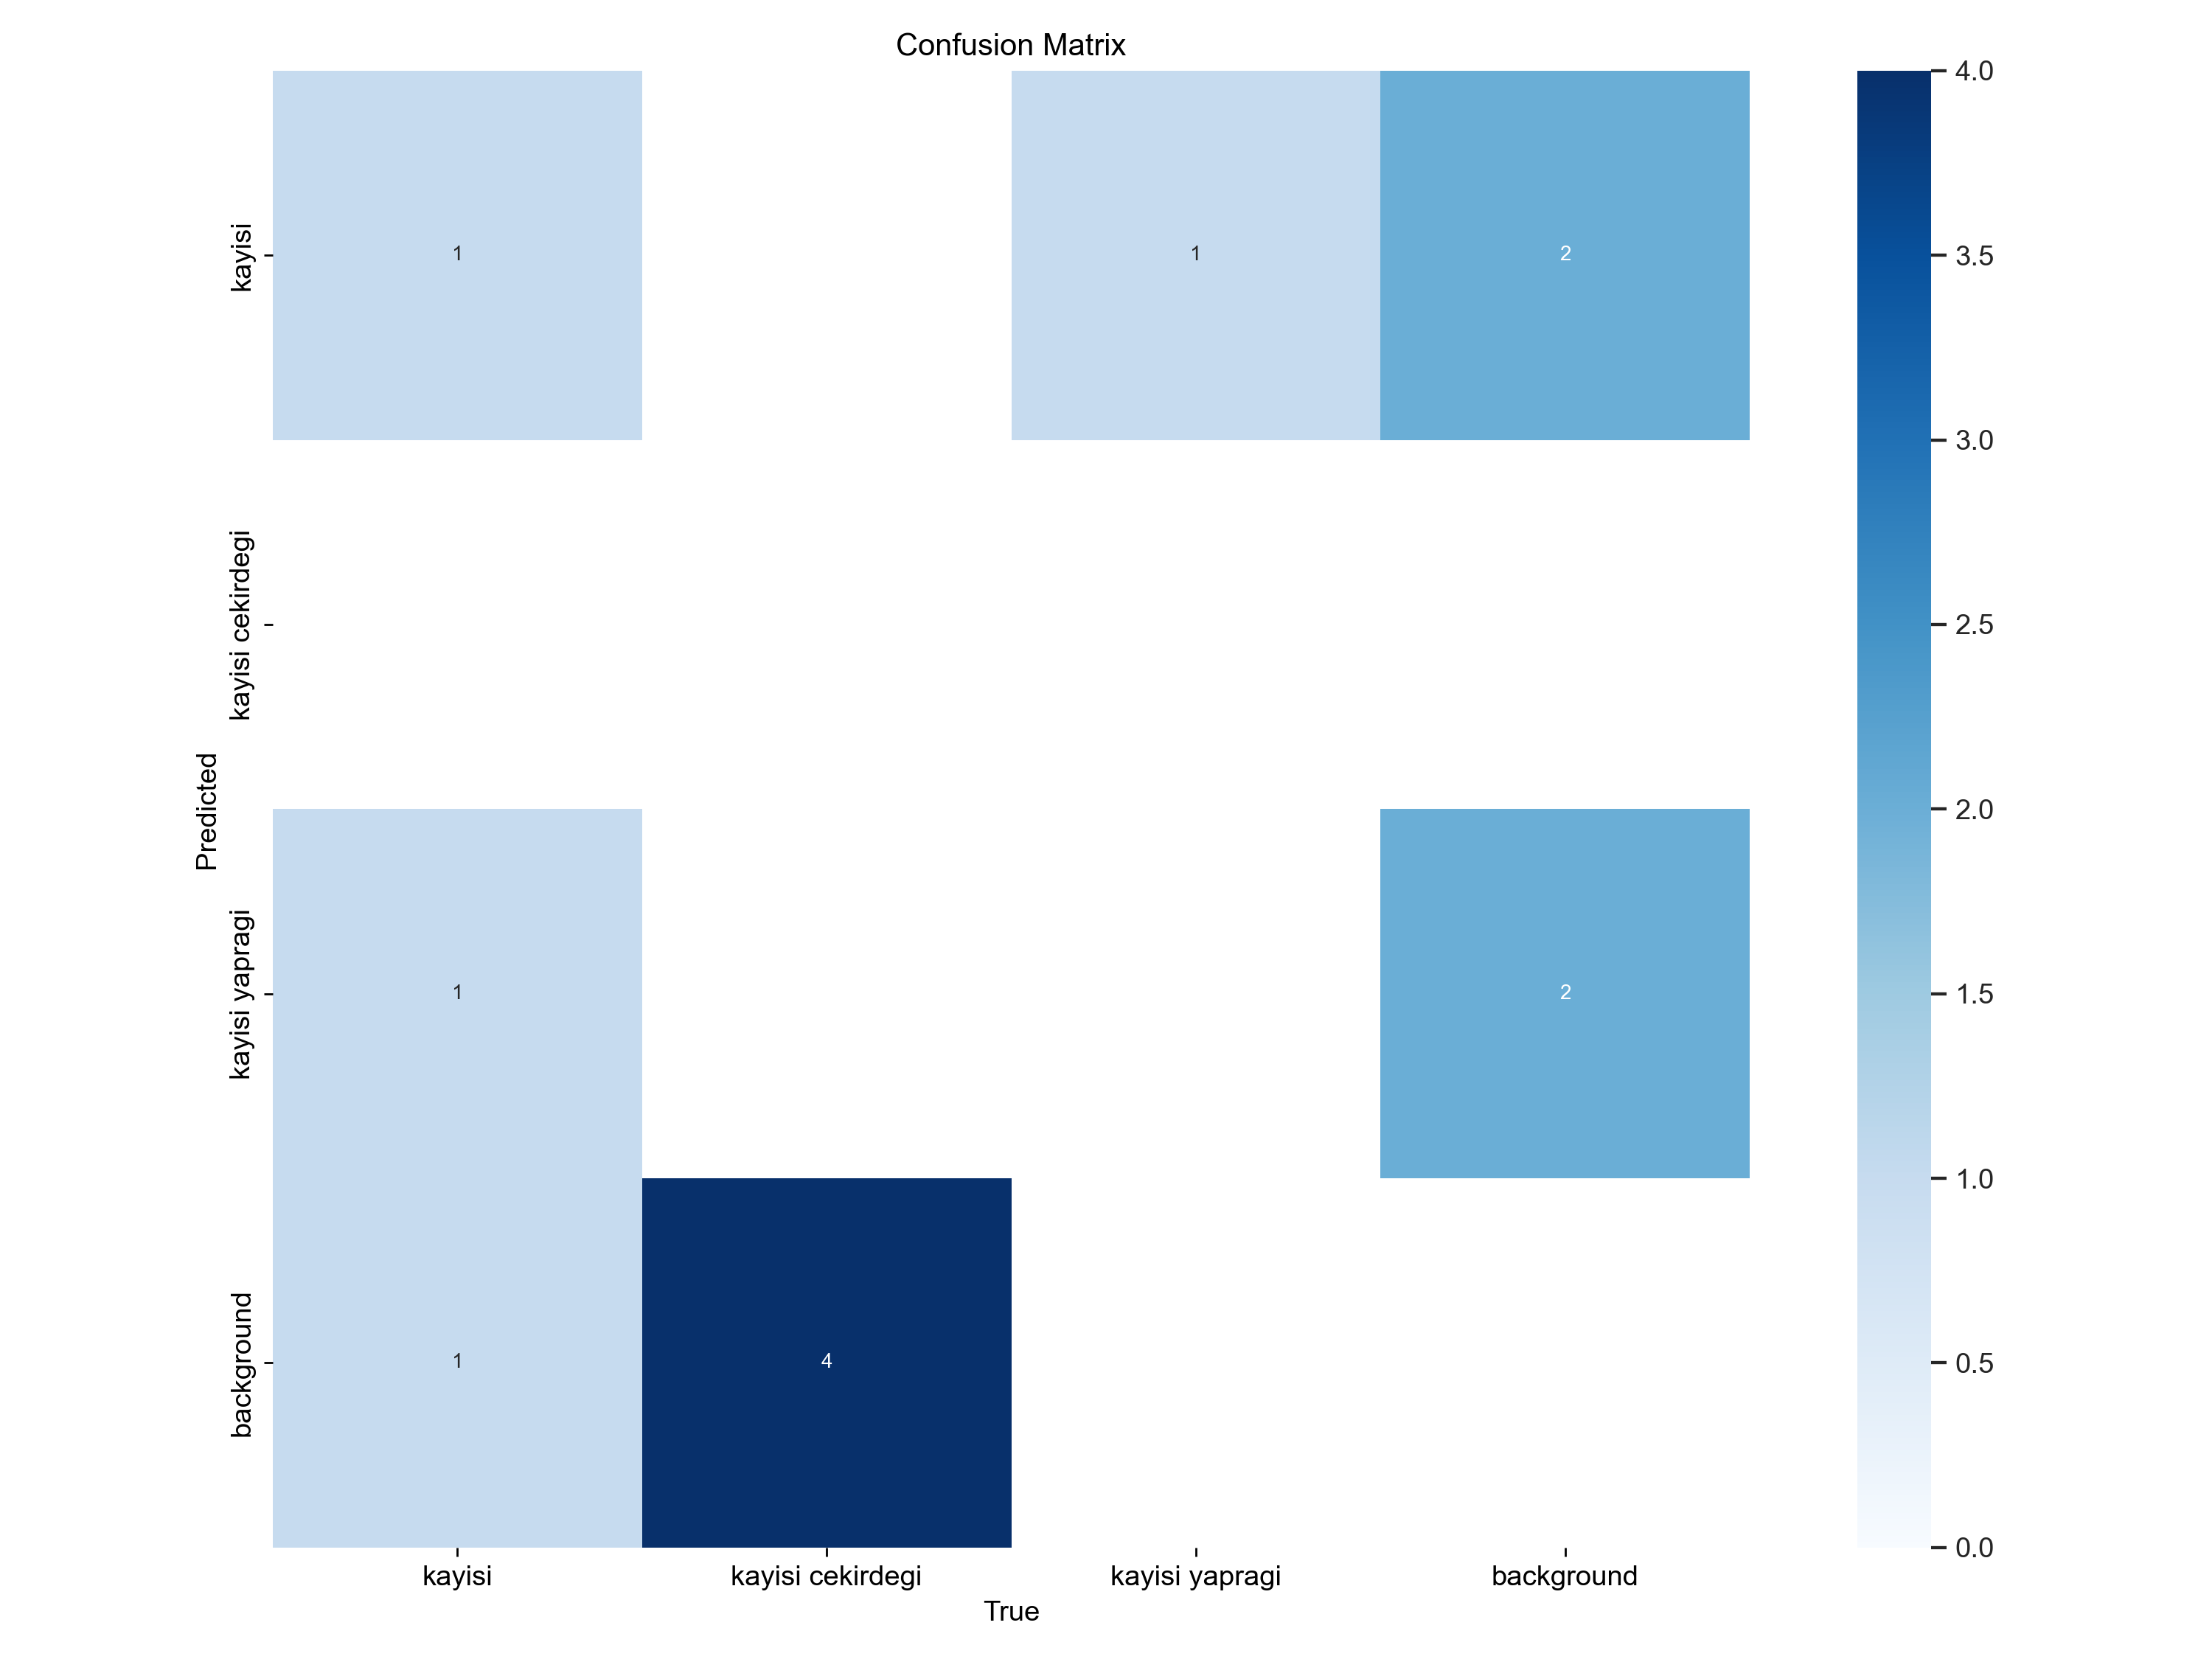 Confusion Matrix
4.0
3.5
3.0
2.5
2.0
1.5
1.0
0.5
0.0
Predicted
kayisi
1
1
2
kayisi cekirdegi
kayisi yapragi
1
2
background
1
4
kayisi
kayisi cekirdegi
kayisi yapragi
background
True